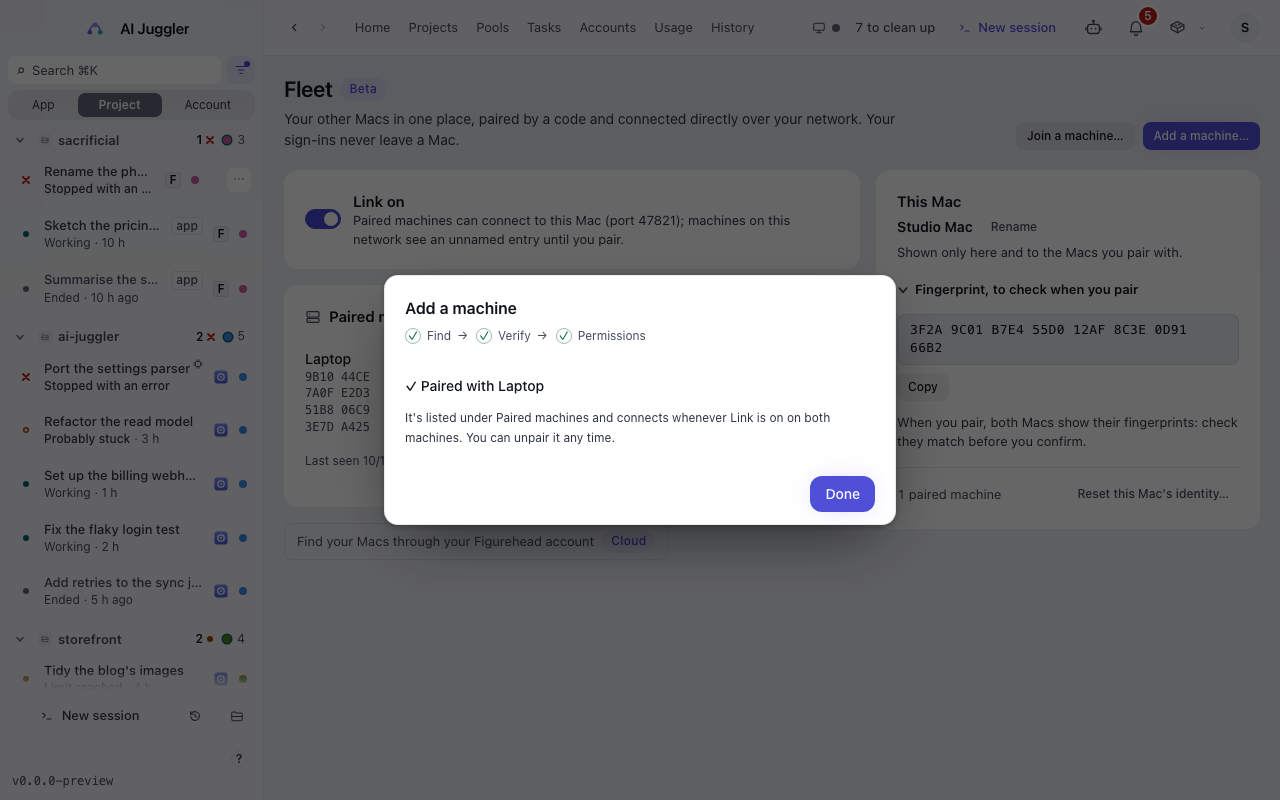 AI Juggler
Search ⌘K
App Project Account
sacrificial 1 3
Rename the ph… F
Stopped with an …
Sketch the pricin… app F
Working · 10 h
Summarise the s… app F
Ended · 10 h ago
ai-juggler 2 5
Port the settings parser
Stopped with an error
Refactor the read model
Probably stuck · 3 h
Set up the billing webh…
Working · 1 h
Fix the flaky login test
Working · 2 h
Add retries to the sync j…
Ended · 5 h ago
storefront 2 4
Tidy the blog's images
New session
?
v0.0.0-preview
Home Projects Pools Tasks Accounts Usage History
7 to clean up
New session
5
S
Fleet Beta
Your other Macs in one place, paired by a code and connected directly over your network. Your
sign-ins never leave a Mac.
Join a machine…
Add a machine…
Link on
Paired machines can connect to this Mac (port 47821); machines on this
network see an unnamed entry until you pair.
Laptop
9B10 44CE
7A0F E2D3
51B8 06C9
3E7D A425
Last seen
Find your Macs through your Figurehead account Cloud
Add a machine
Find → Verify → Permissions
✓ Paired with Laptop
It's listed under Paired machines and connects whenever Link is on on both
machines. You can unpair it any time.
Done
This Mac
Studio Mac Rename
Shown only here and to the Macs you pair with.
Fingerprint, to check when you pair
3F2A 9C01 B7E4 55D0 12AF 8C3E 0D91
66B2
Copy
When you pair, both Macs show their fingerprints: check
they match before you confirm.
1 paired machine
Reset this Mac's identity…